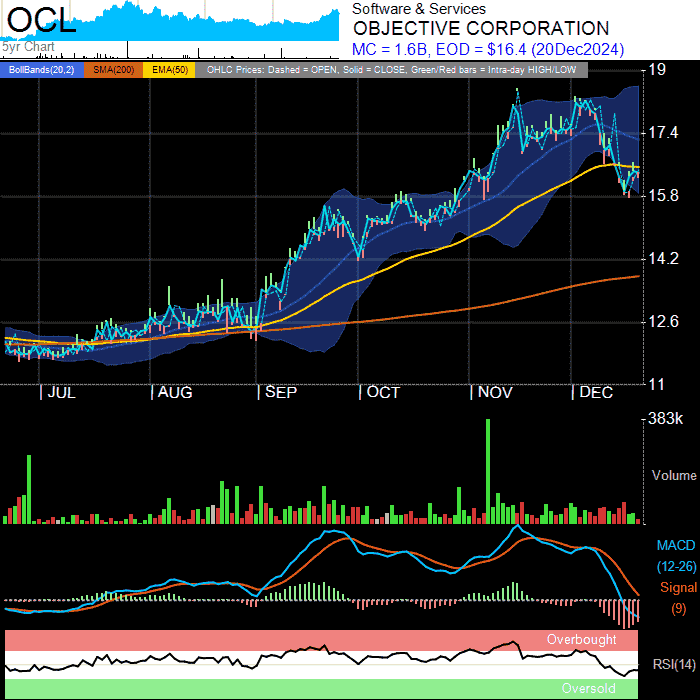 OCL
5yr Chart
Software & Services
OBJECTIVE CORPORATION
MC = 1.6B, EOD = $16.4 (20Dec2024)
BollBands(20,2) SMA(200) EMA(50) OHLC Prices: Dashed = OPEN, Solid = CLOSE, Green/Red bars = Intra-day HIGH/LOW
19
17.4
15.8
14.2
12.6
11
JUL AUG SEP OCT NOV DEC
383k
Volume
MACD
(12-26)
Signal
(9)
Overbought
RSI(14)
Oversold